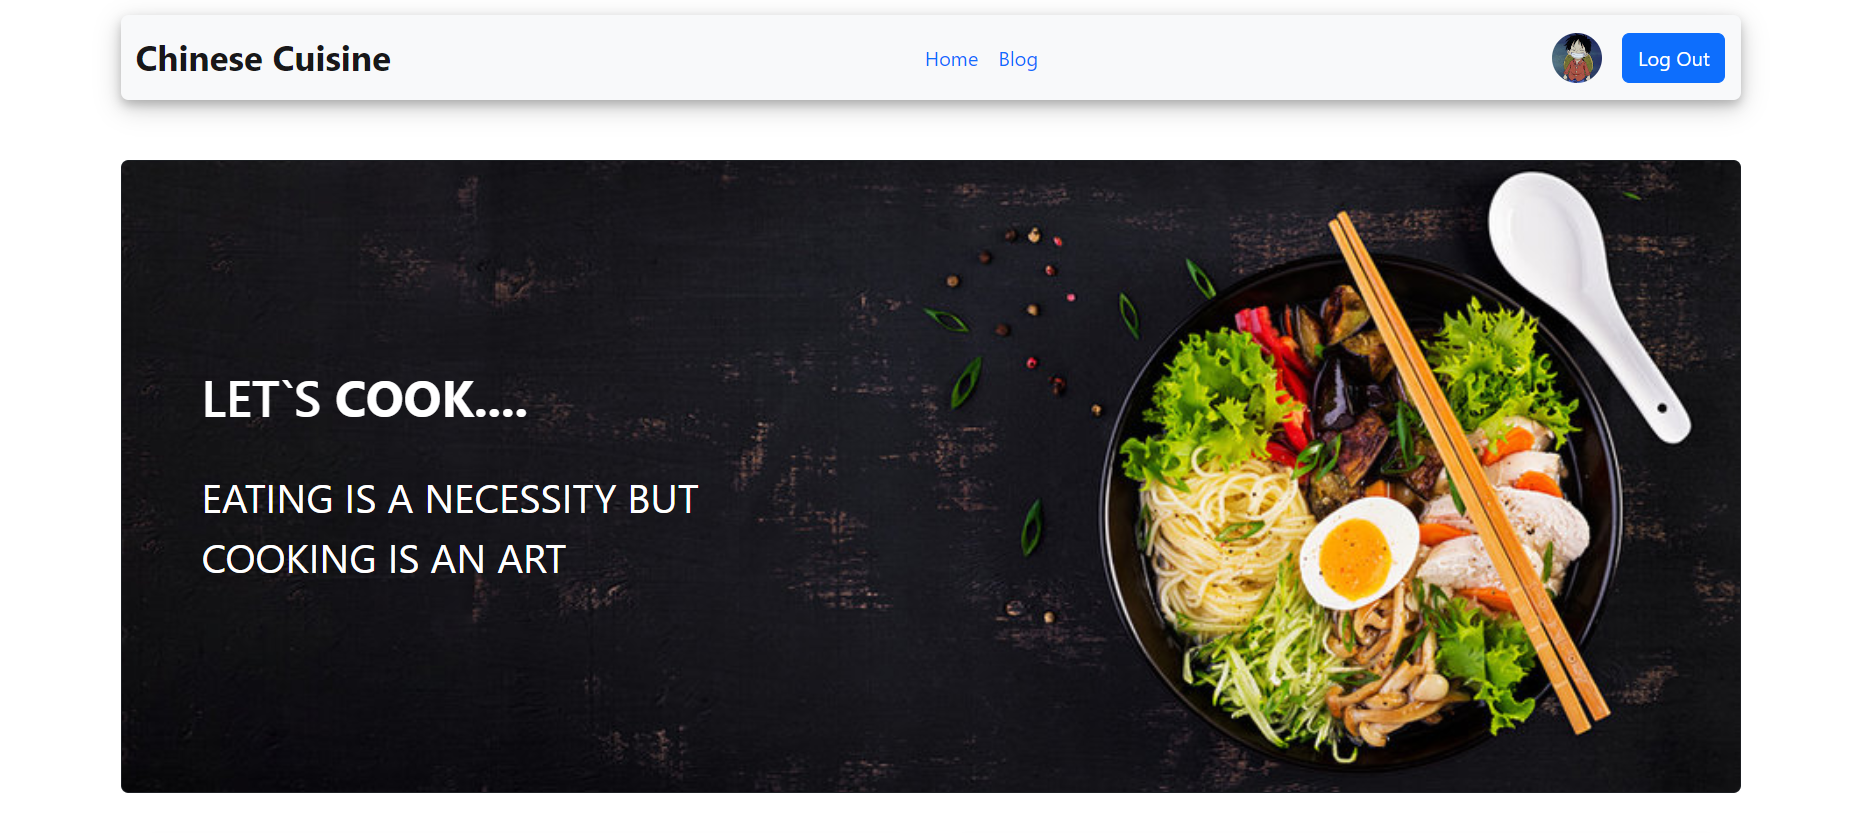 Chinese Cuisine
Home Blog
Log Out
LET`S COOK....
EATING IS A NECESSITY BUT
COOKING IS AN ART